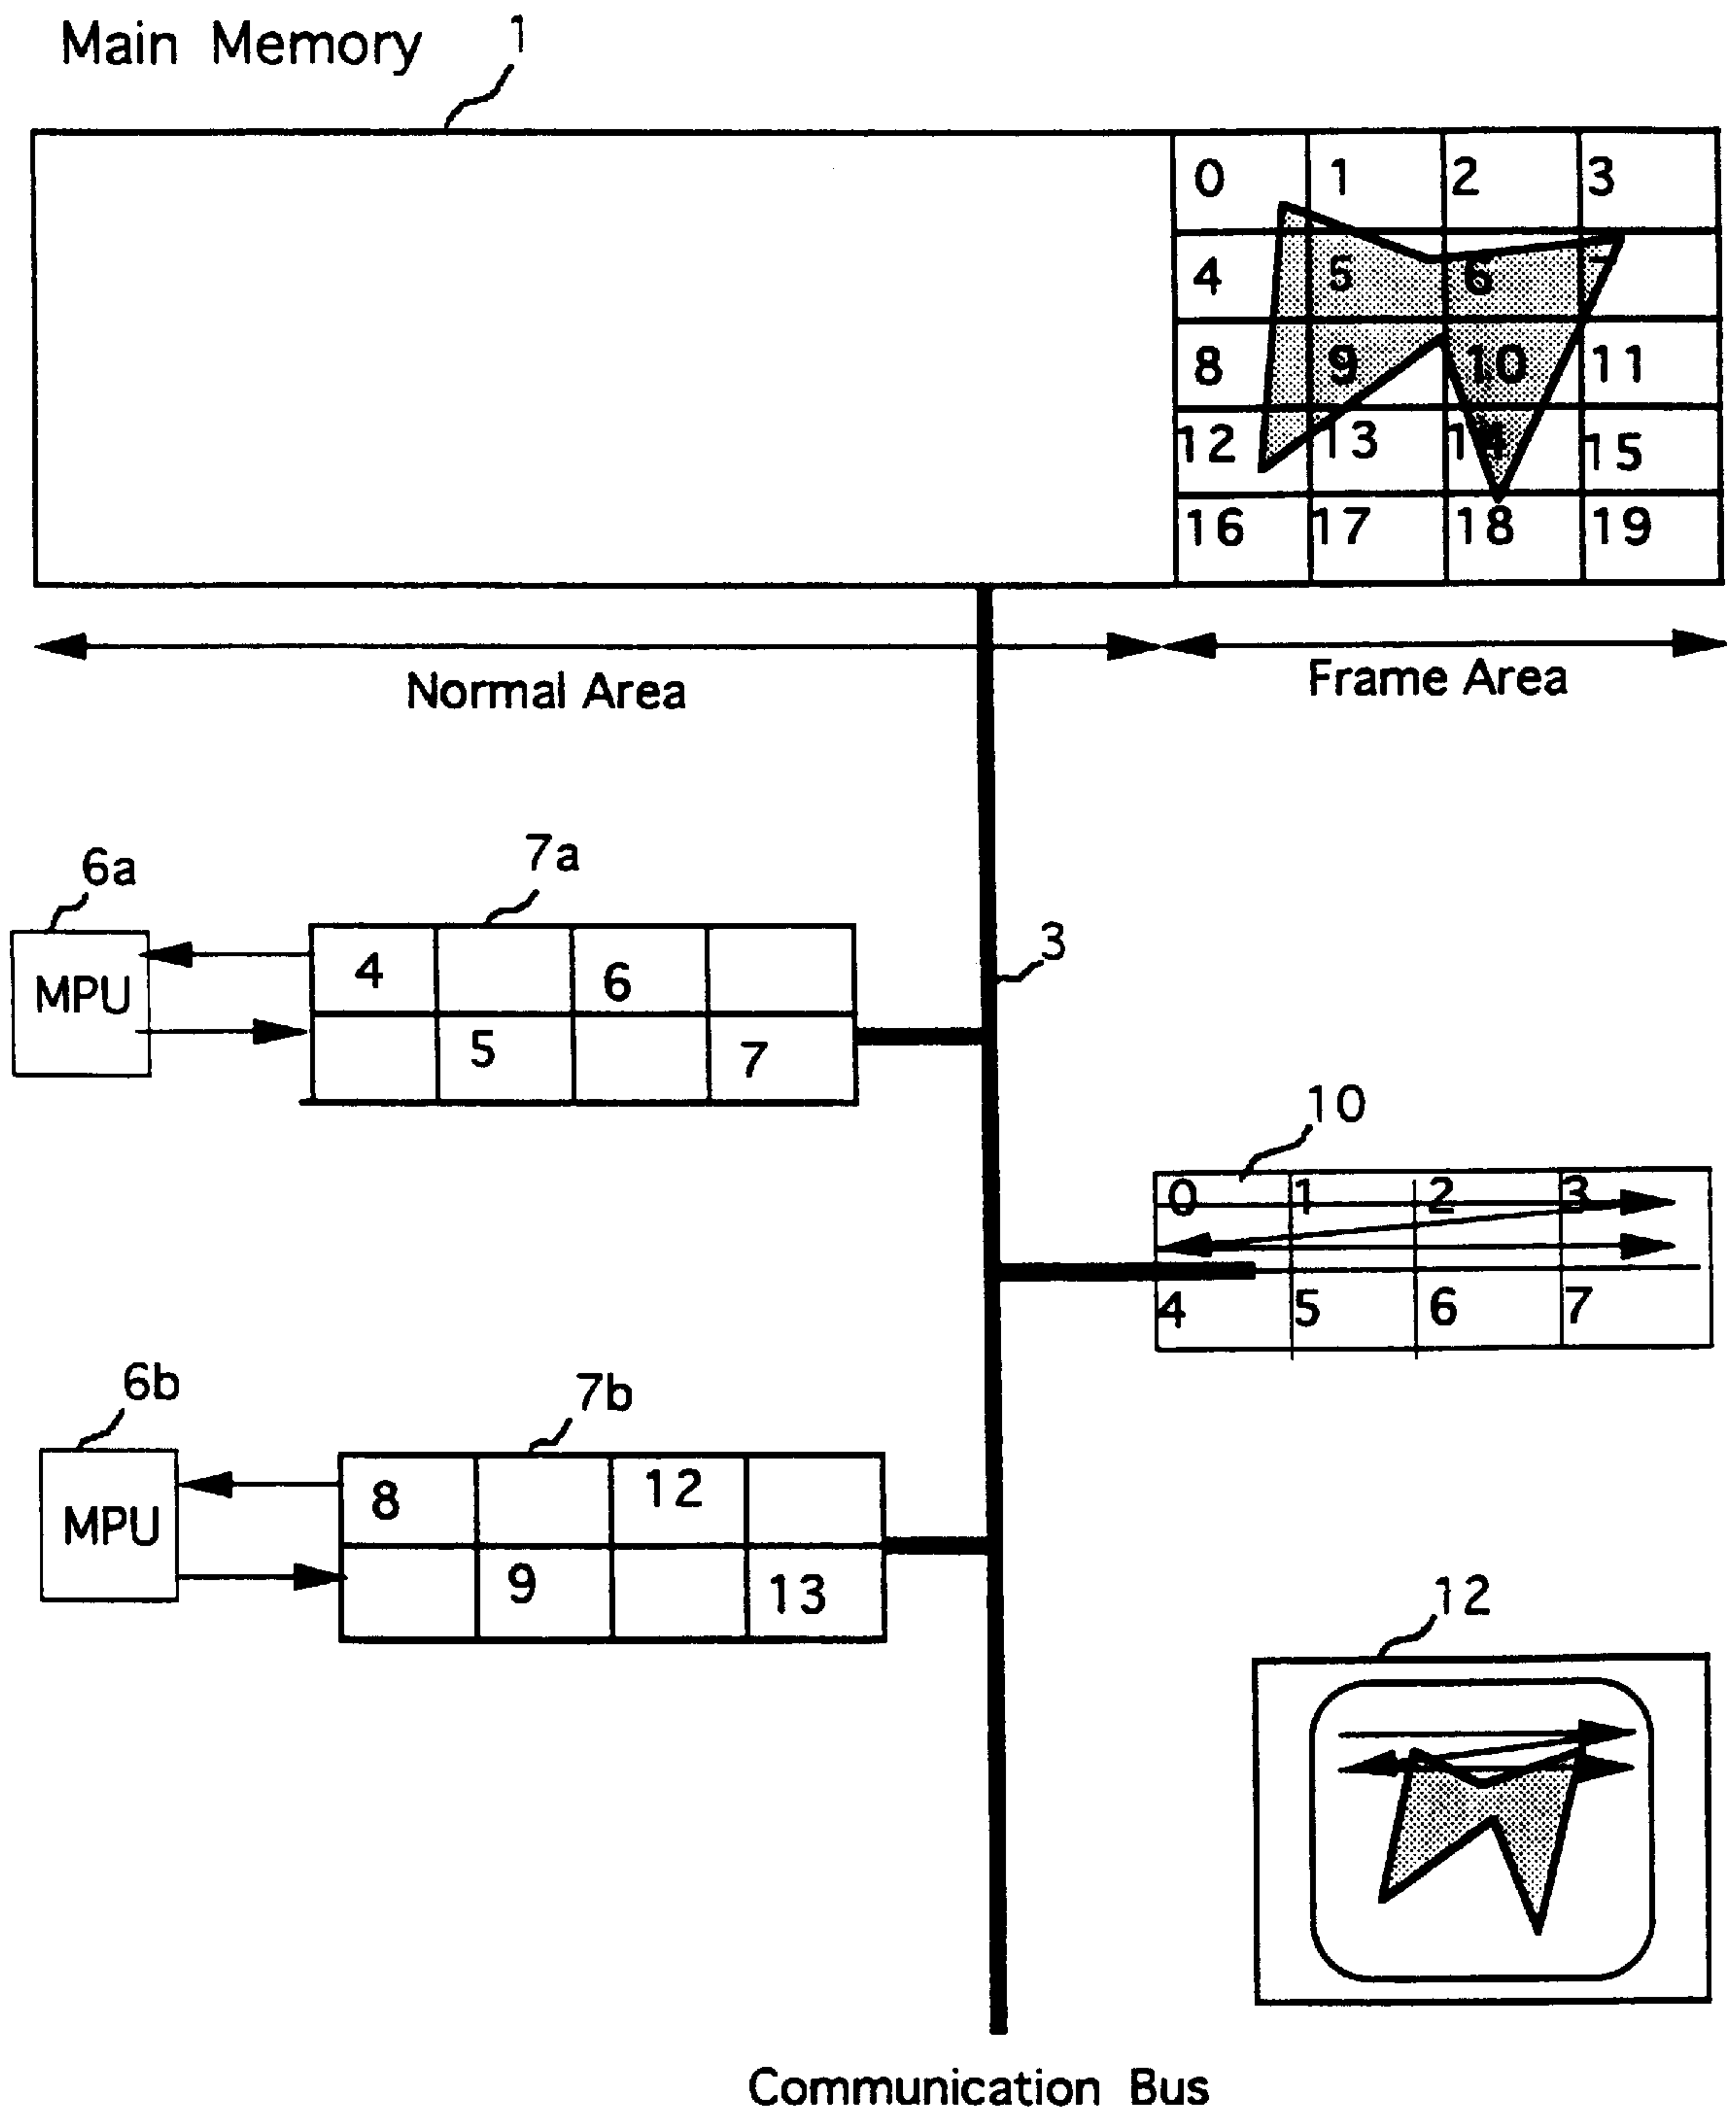 Main Memory
1
0 1 2 3
4 5 6
8 9 10 11
12 13 14 15
16 17 18 19
Normal Area
Frame Area
6a
7a
MPU
4 6
5 7
3
10
0 1 2 3
4 5 6 7
6b
7b
MPU
8 12
9 13
12
Communication Bus